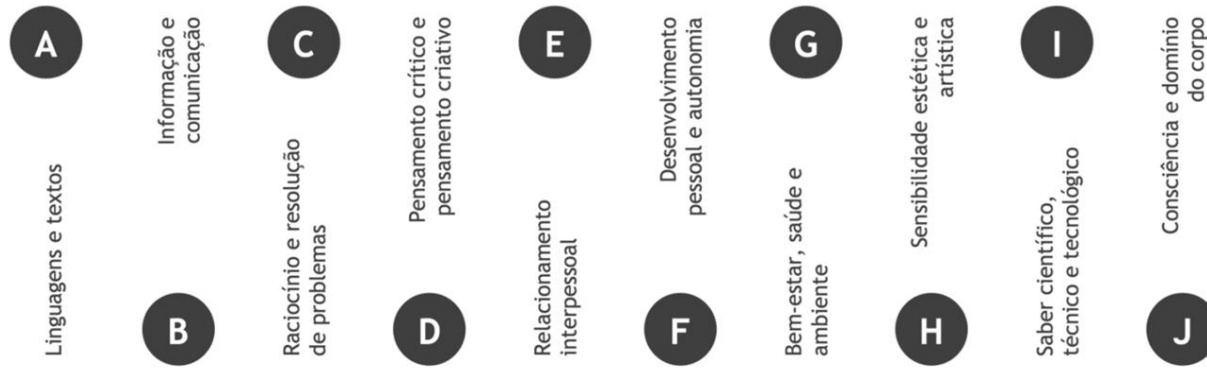 A
Linguagens e textos
B
Informação e
comunicação
C
Raciocínio e resolução
de problemas
D
Pensamento crítico e
pensamento criativo
E
Relacionamento
interpessoal
F
Desenvolvimento
pessoal e autonomia
G
Bem-estar, saúde e
ambiente
H
Sensibilidade estética e
artística
I
Saber científico,
técnico e tecnológico
J
Consciência e domínio
do corpo